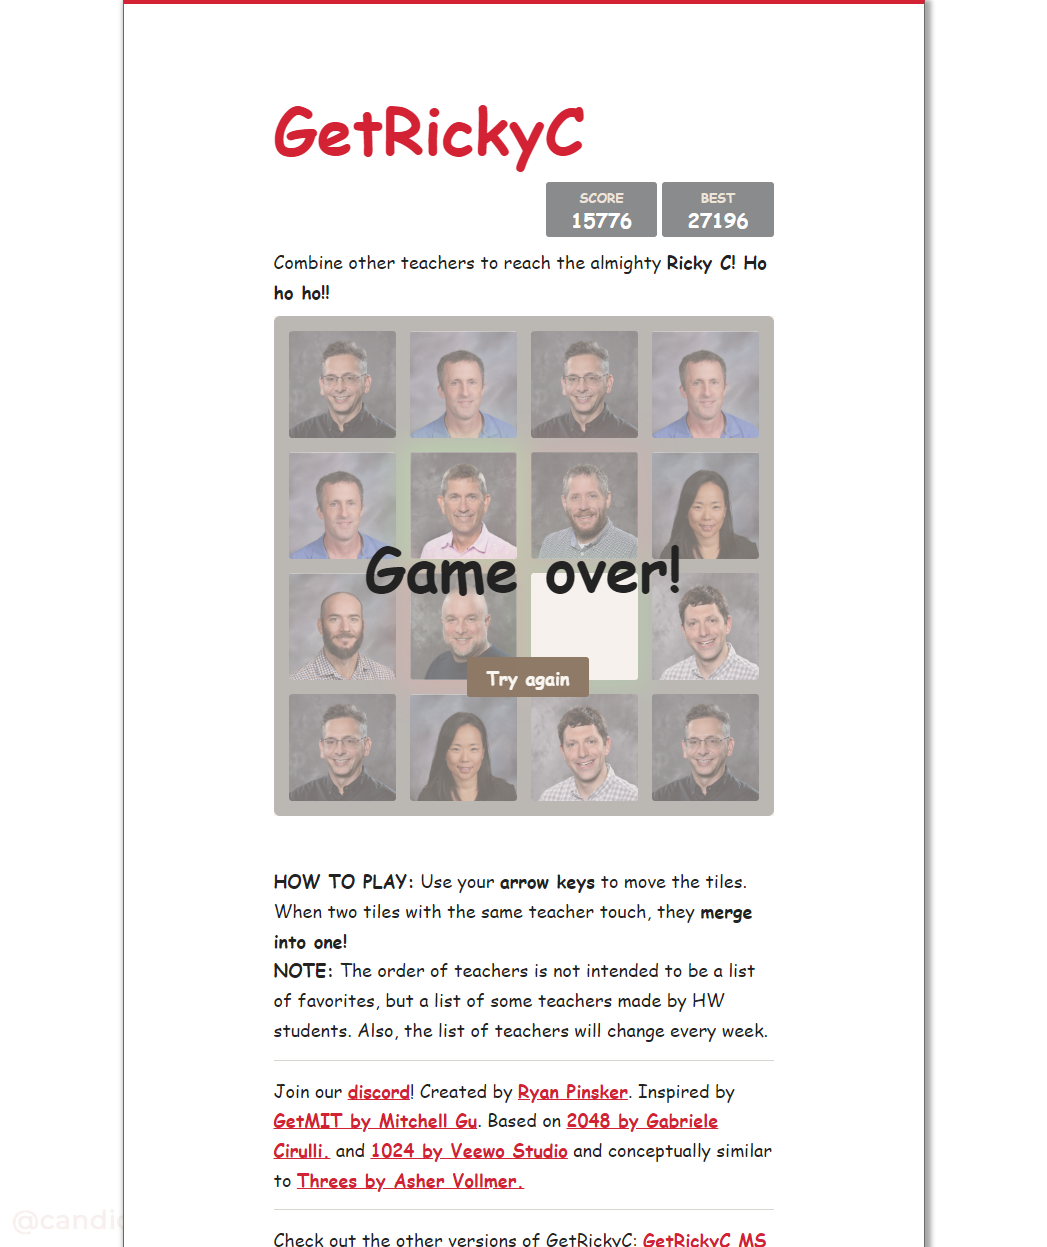 GetRickyC
SCORE
15776
BEST
27196
Combine other teachers to reach the almighty Ricky C! Ho
ho ho!!
Game over!
Try again
HOW TO PLAY: Use your arrow keys to move the tiles.
When two tiles with the same teacher touch, they merge
into one!
NOTE: The order of teachers is not intended to be a list
of favorites, but a list of some teachers made by HW
students. Also, the list of teachers will change every week.
Join our discord! Created by Ryan Pinsker. Inspired by
GetMIT by Mitchell Gu. Based on 2048 by Gabriele
Cirulli. and 1024 by Veewo Studio and conceptually similar
to Threes by Asher Vollmer.
Check out the other versions of GetRickyC: GetRickyC MS